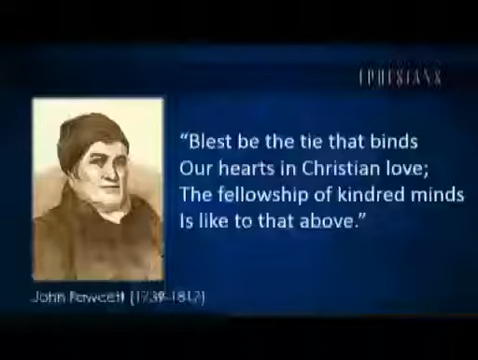 EPHESIANS
“Blest be the tie that binds
Our hearts in Christian love;
The fellowship of kindred minds
Is like to that above.”
John Fawcett (1739-1817)